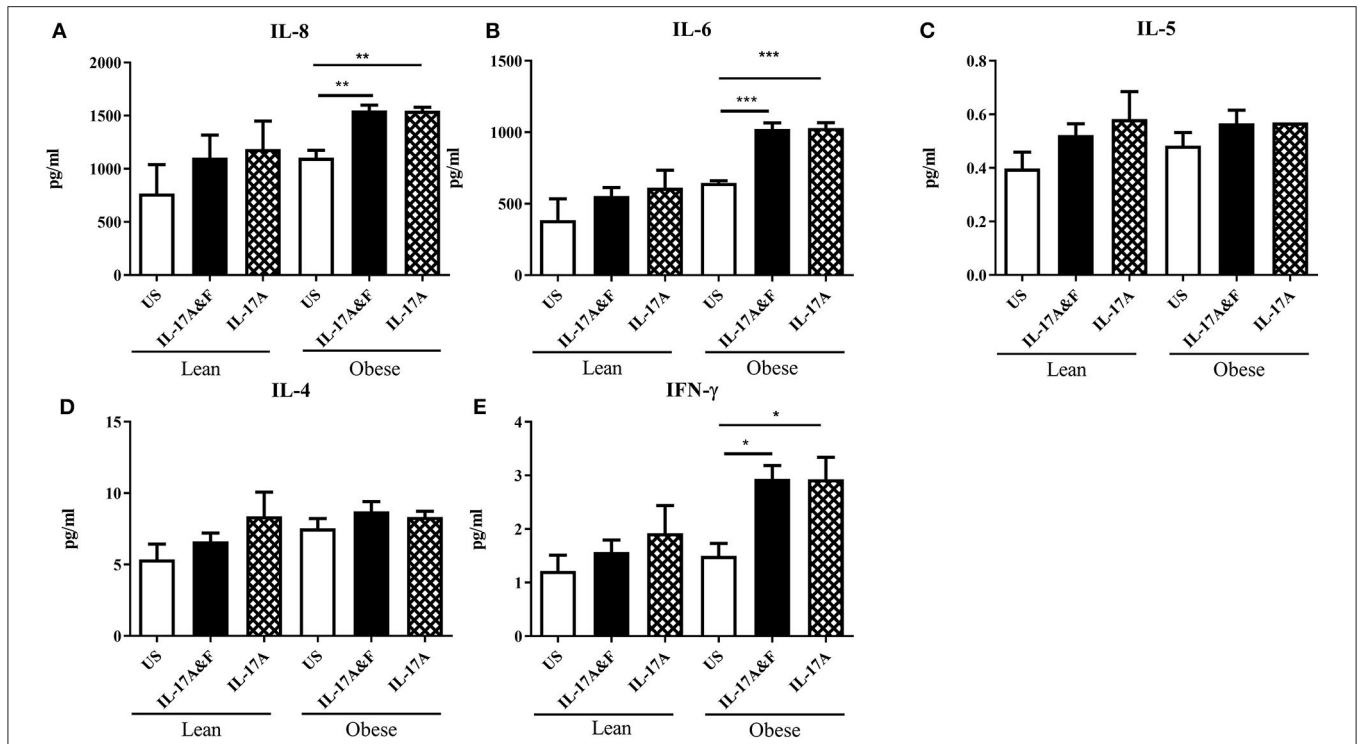 A
IL-8
pg/ml
2000
1500
1000
500
0
**
**
US
IL-17A&F
IL-17A
US
IL-17A&F
IL-17A
Lean
Obese
B
IL-6
pg/ml
1500
1000
500
0
***
***
US
IL-17A&F
IL-17A
US
IL-17A&F
IL-17A
Lean
Obese
C
IL-5
pg/ml
0.8
0.6
0.4
0.2
0.0
US
IL-17A&F
IL-17A
US
IL-17A&F
IL-17A
Lean
Obese
D
IL-4
pg/ml
15
10
5
0
US
IL-17A&F
IL-17A
US
IL-17A&F
IL-17A
Lean
Obese
E
IFN-γ
pg/ml
4
3
2
1
0
*
*
US
IL-17A&F
IL-17A
US
IL-17A&F
IL-17A
Lean
Obese